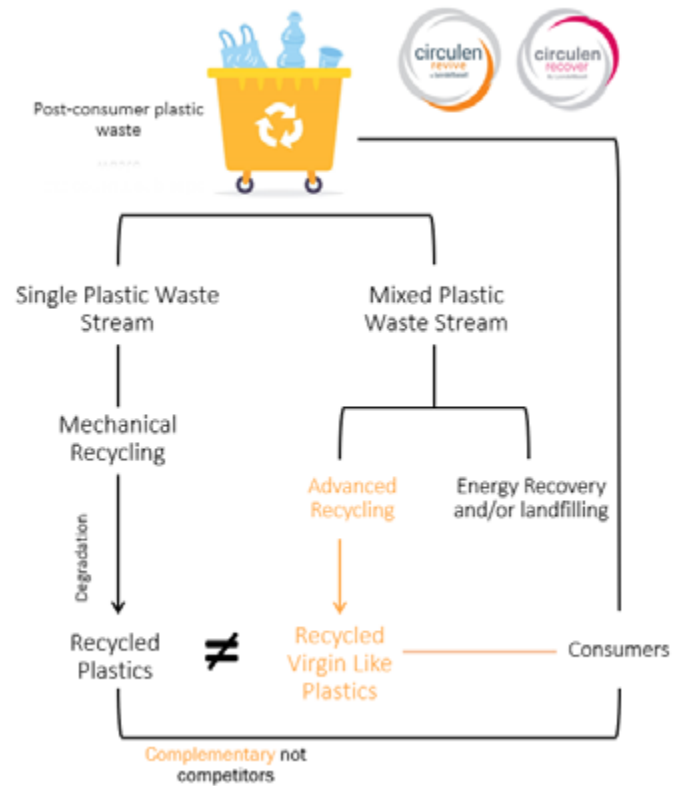 circulen
revive
circulen
recover
Post-consumer plastic
waste
Single Plastic Waste
Stream
Mixed Plastic
Waste Stream
Mechanical
Recycling
Advanced
Recycling
Energy Recovery
and/or landfilling
Degradation
Recycled
Plastics
≠
Recycled
Virgin Like
Plastics
Consumers
Complementary not
competitors